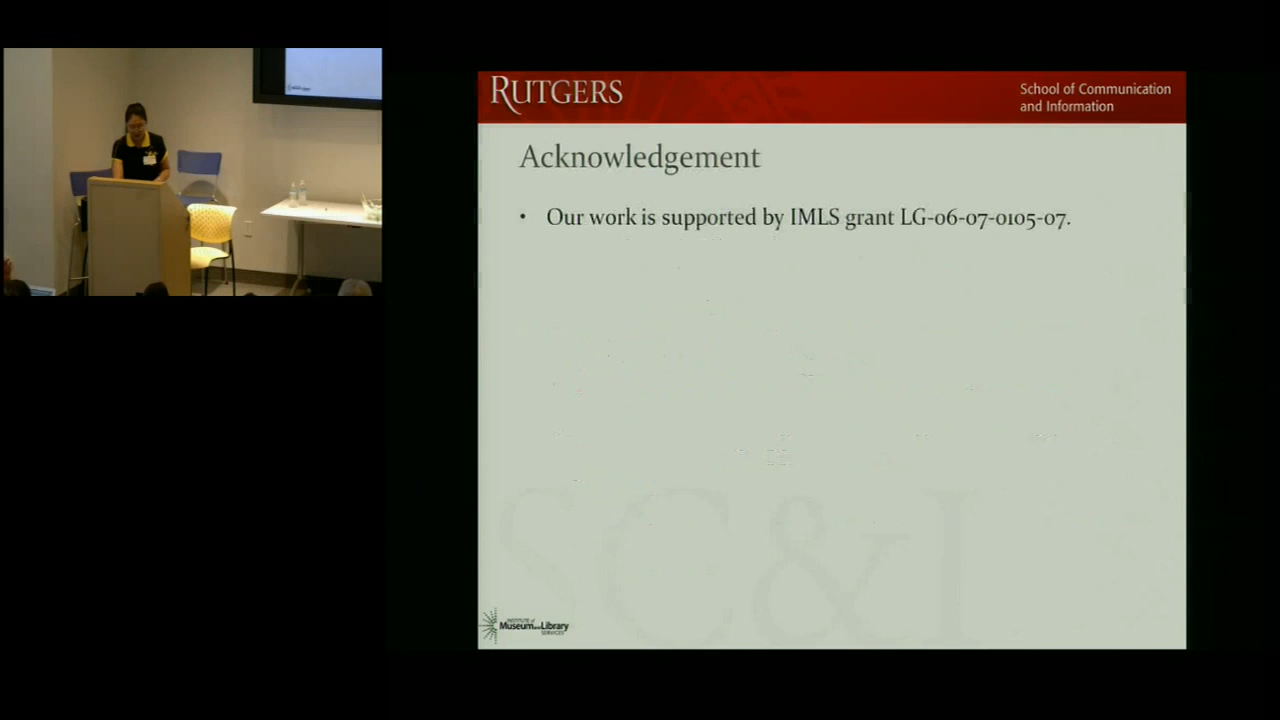 RUTGERS
School of Communication
and Information
Acknowledgement
• Our work is supported by IMLS grant LG-06-07-0105-07.
SC&I
INSTITUTE of
Museum and Library
SERVICES